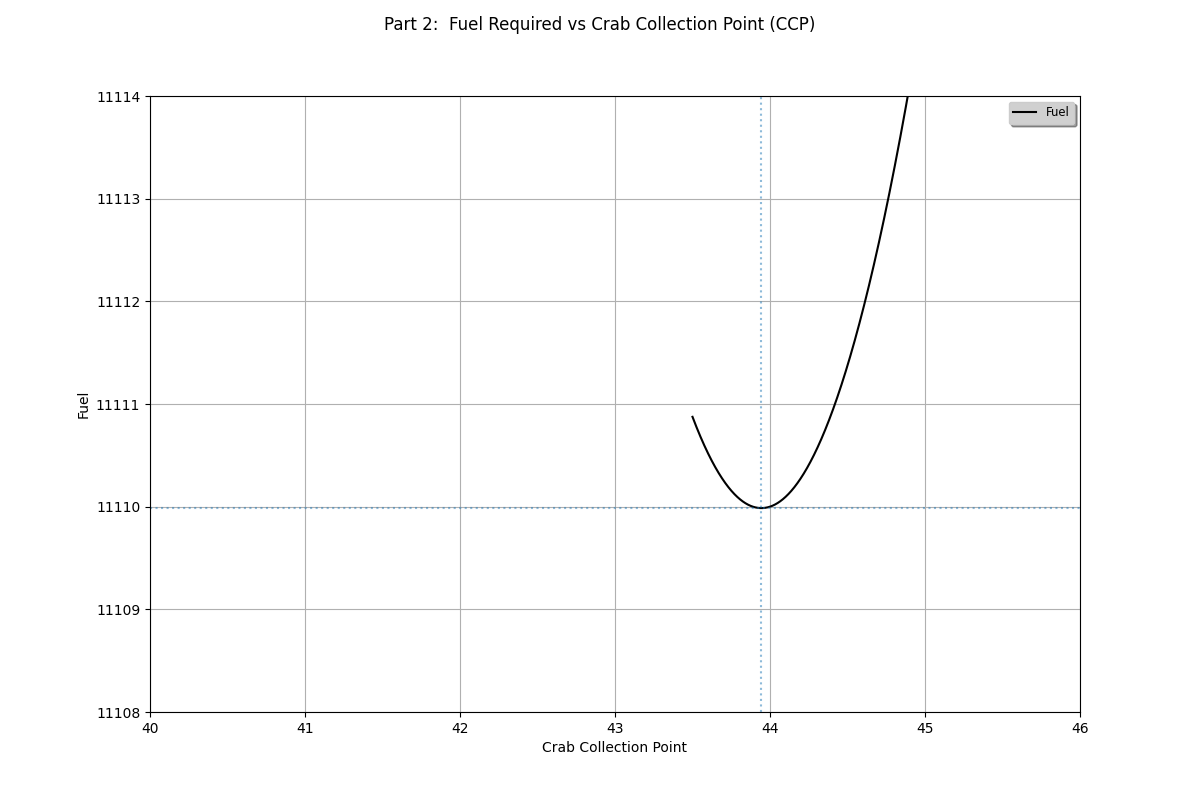 Part 2:  Fuel Required vs Crab Collection Point (CCP)
11114
Fuel
11113
11112
11111
Fuel
11110
11109
11108
40 41 42 43 44 45 46
Crab Collection Point